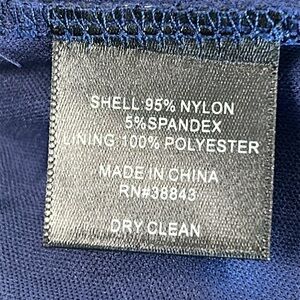 SHELL 95% NYLON
5%SPANDEX
LINING 100% POLYESTER
MADE IN CHINA
RN#38843
DRY CLEAN